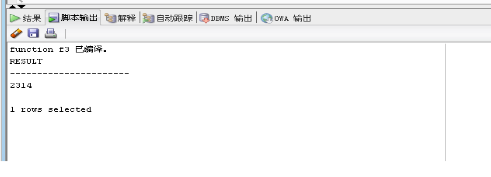 结果 脚本输出 解释 自动跟踪 DBMS 输出 OWA 输出
function f3 已编译.
RESULT
----------------------
2314
1 rows selected